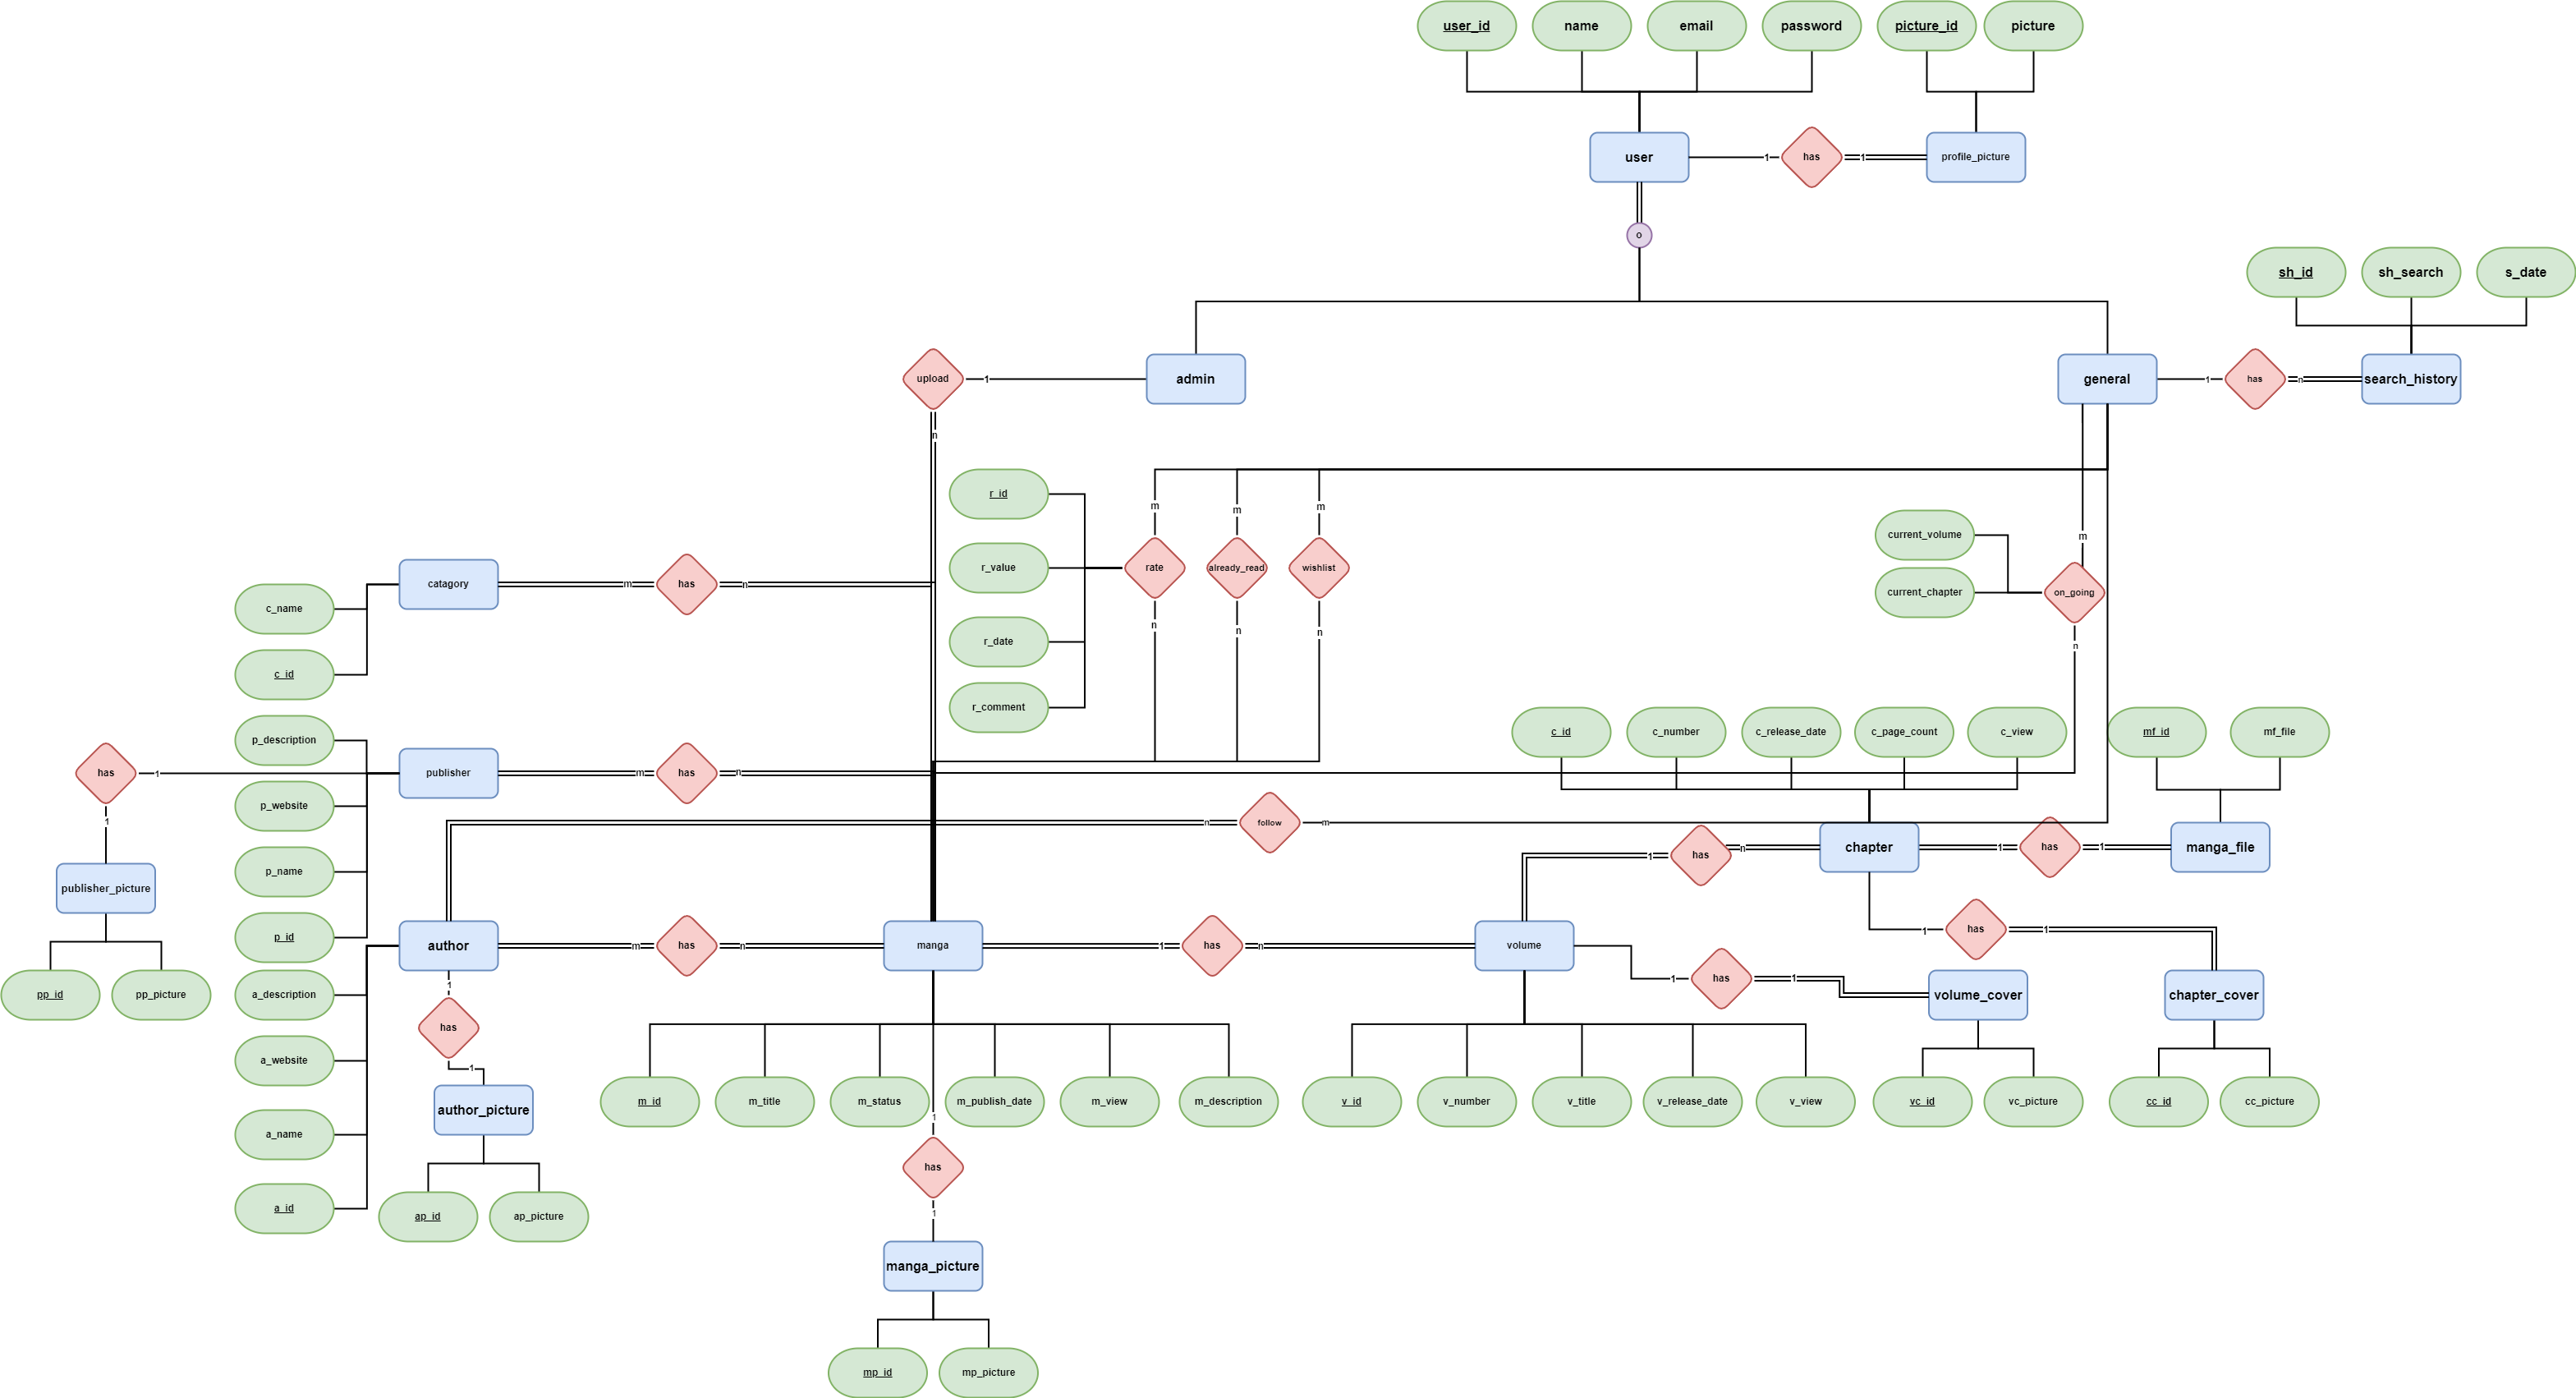 user_id
name
email
password
picture_id
picture
user
1
has
1
profile_picture
o
sh_id
sh_search
s_date
upload
1
admin
general
1
has
n
search_history
n
r_id
m
m
m
current_volume
m
catagory
m
has
n
r_value
rate
already_read
wishlist
current_chapter
on_going
c_name
n
n
n
r_date
n
c_id
r_comment
p_description
c_id
c_number
c_release_date
c_page_count
c_view
mf_id
mf_file
has
1
publisher
m
has
n
p_website
1
n
follow
m
chapter
1
has
1
manga_file
1
has
n
p_name
publisher_picture
p_id
1
has
1
author
m
has
n
manga
1
has
n
volume
1
has
1
pp_id
pp_picture
a_description
1
volume_cover
chapter_cover
has
a_website
1
m_id
m_title
m_status
m_publish_date
m_view
m_description
v_id
v_number
v_title
v_release_date
v_view
vc_id
vc_picture
cc_id
cc_picture
author_picture
1
a_name
has
a_id
ap_id
ap_picture
1
manga_picture
mp_id
mp_picture